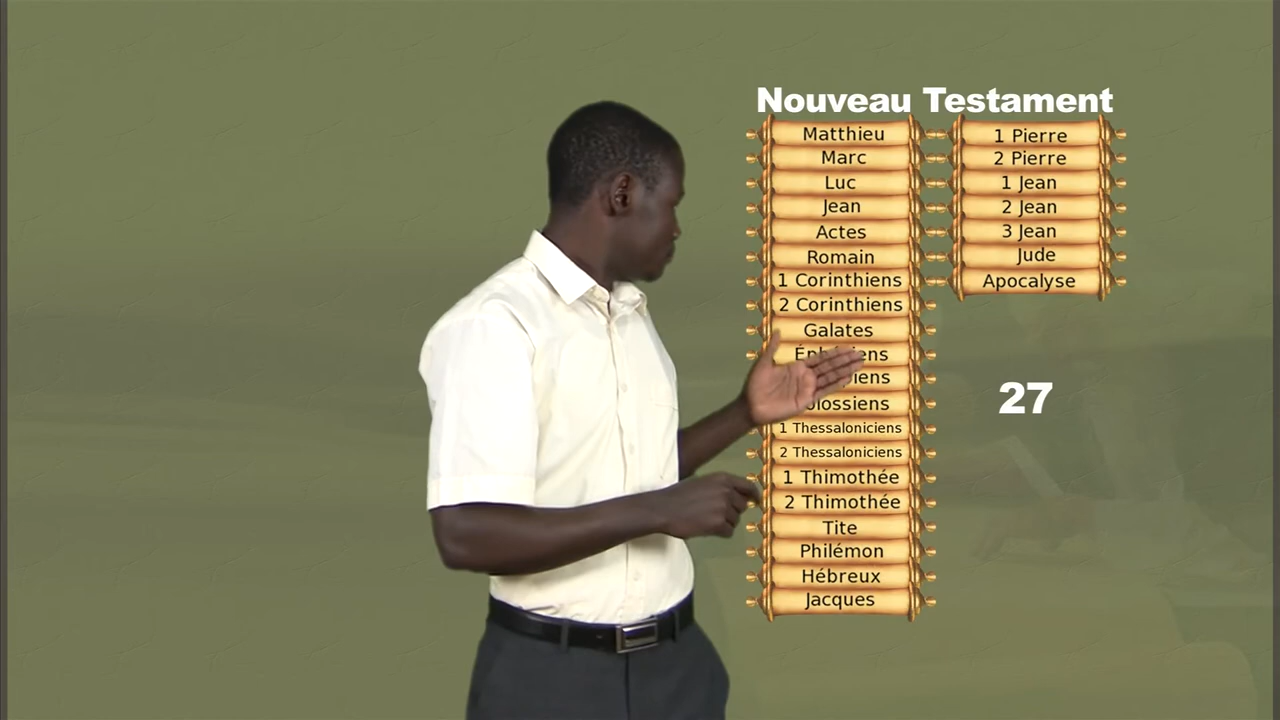 Nouveau Testament
Matthieu
Marc
Luc
Jean
Actes
Romain
1 Corinthiens
2 Corinthiens
Galates
1 Thessaloniciens
2 Thessaloniciens
1 Thimothée
2 Thimothée
Tite
Philémon
Hébreux
Jacques
1 Pierre
2 Pierre
1 Jean
2 Jean
3 Jean
Jude
Apocalyse
27